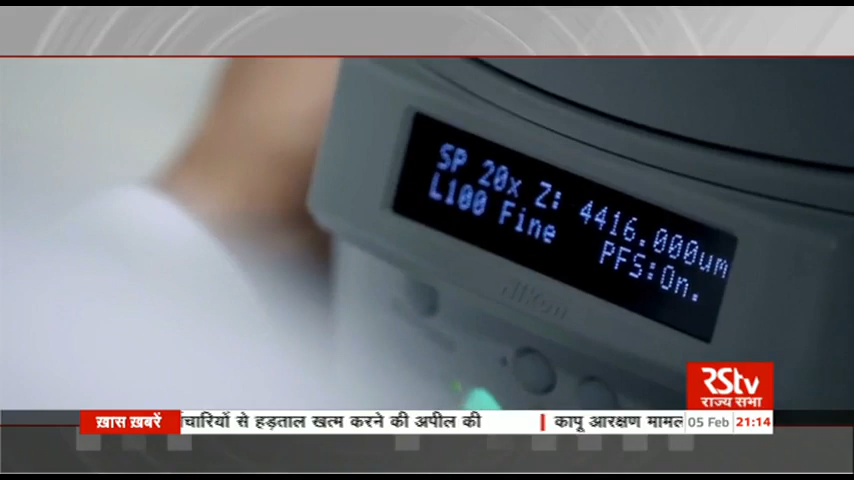 SP 20x Z: 4416.000um
L100 Fine PFS:On.
Nikon
RStv
राज्य सभा
ख़ास ख़बरें
से हड़ताल खत्म करने की अपील की
कापू आरक्षण
05 Feb 21:14